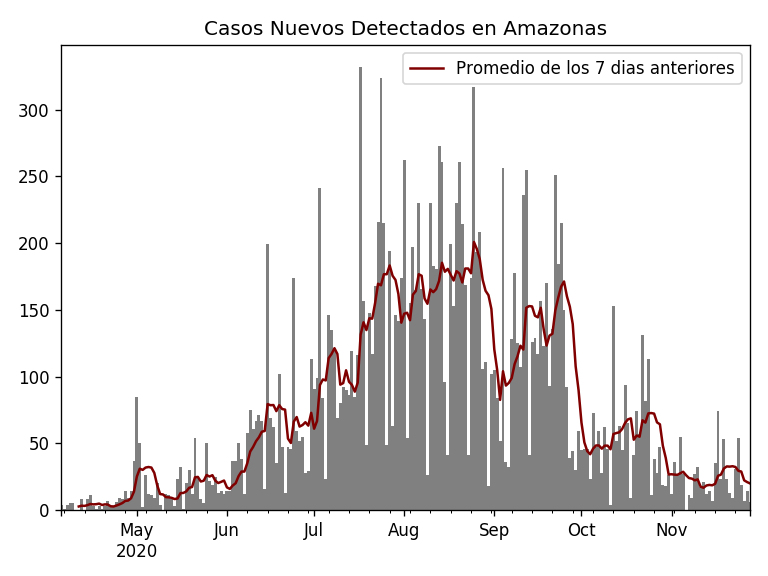 Casos Nuevos Detectados en Amazonas
Promedio de los 7 dias anteriores
300
250
200
150
100
50
0
May Jun Jul Aug Sep Oct Nov
2020